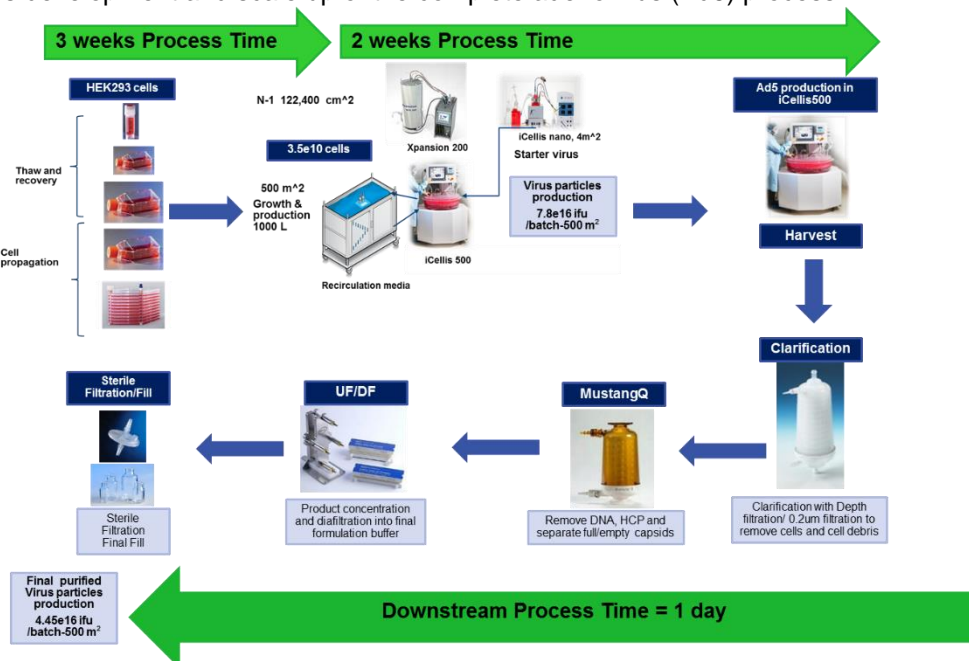 3 weeks Process Time
2 weeks Process Time
HEK293 cells
Thaw and
recovery
Cell
propagation
N-1 122,400 cm^2
3.5e10 cells
500 m^2
Growth &
production
1000 L
Recirculation media
Xpansion 200
iCellis 500
iCellis nano, 4m^2
Starter virus
Virus particles
production
7.8e16 ifu
/batch-500 m²
Ad5 production in
iCellis500
Harvest
Clarification
Clarification with Depth
filtration/ 0.2um filtration to
remove cells and cell debris
MustangQ
Remove DNA, HCP and
separate full/empty capsids
UF/DF
Product concentration
and diafiltration into final
formulation buffer
Sterile
Filtration/Fill
Sterile
Filtration
Final Fill
Final purified
Virus particles
production
4.45e16 ifu
/batch-500 m²
Downstream Process Time = 1 day